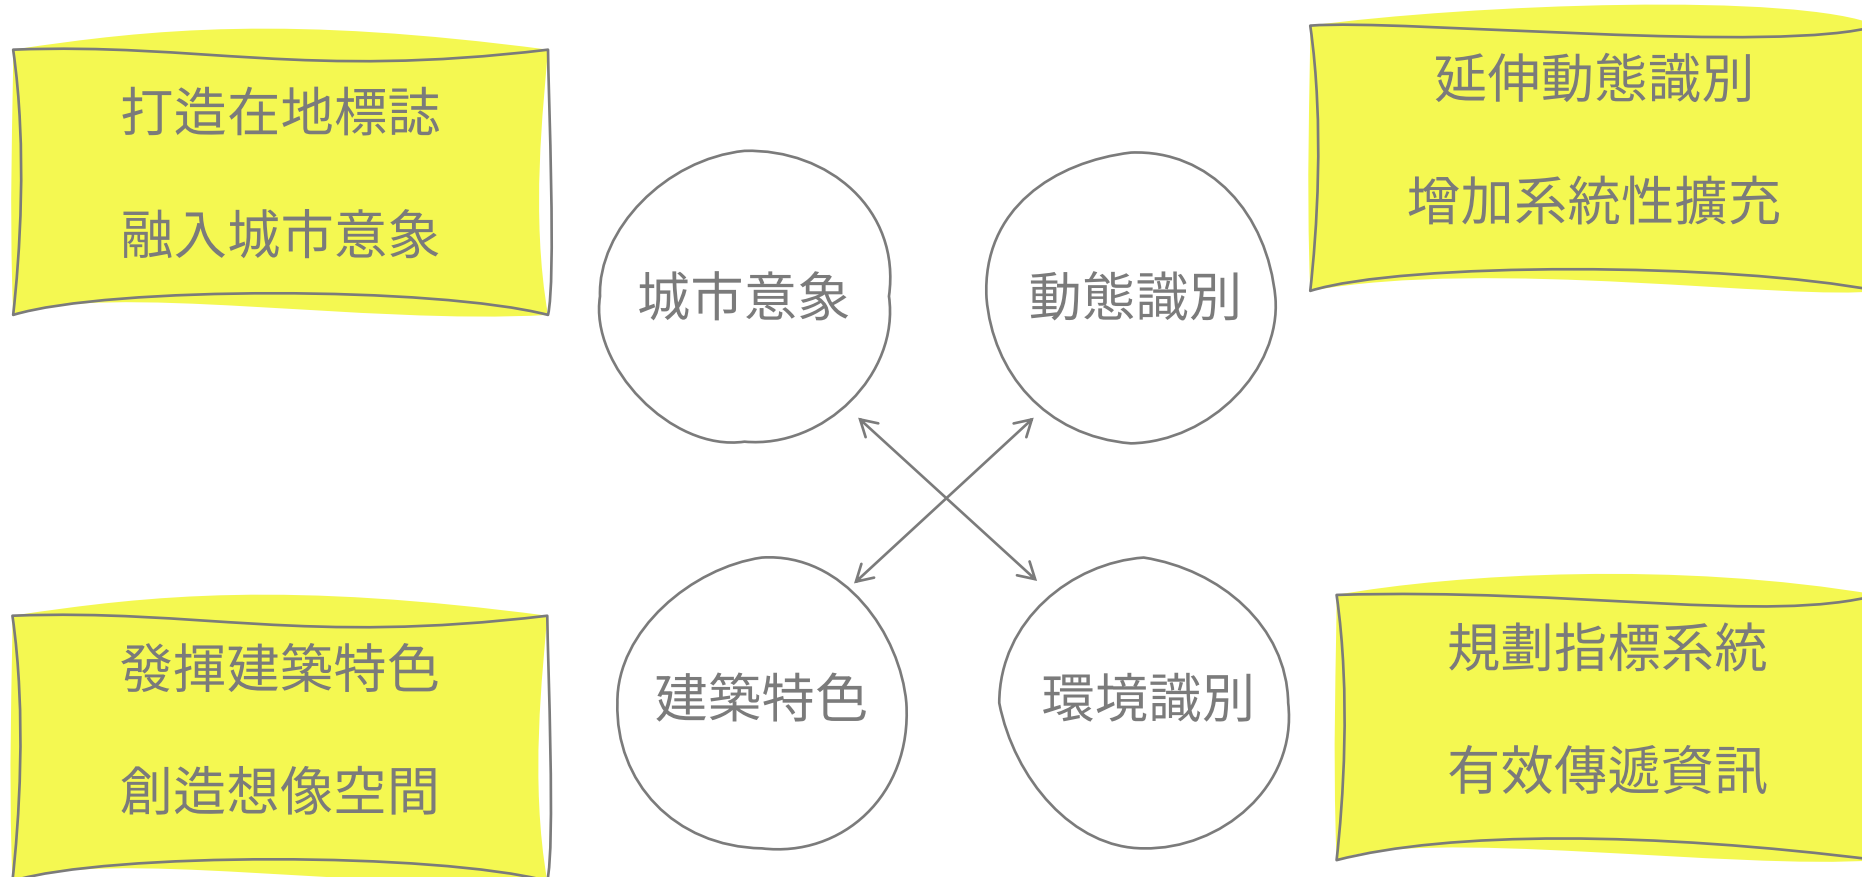 打造在地標誌
融入城市意象
延伸動態識別
增加系統性擴充
城市意象
動態識別
建築特色
環境識別
發揮建築特色
創造想像空間
規劃指標系統
有效傳遞資訊